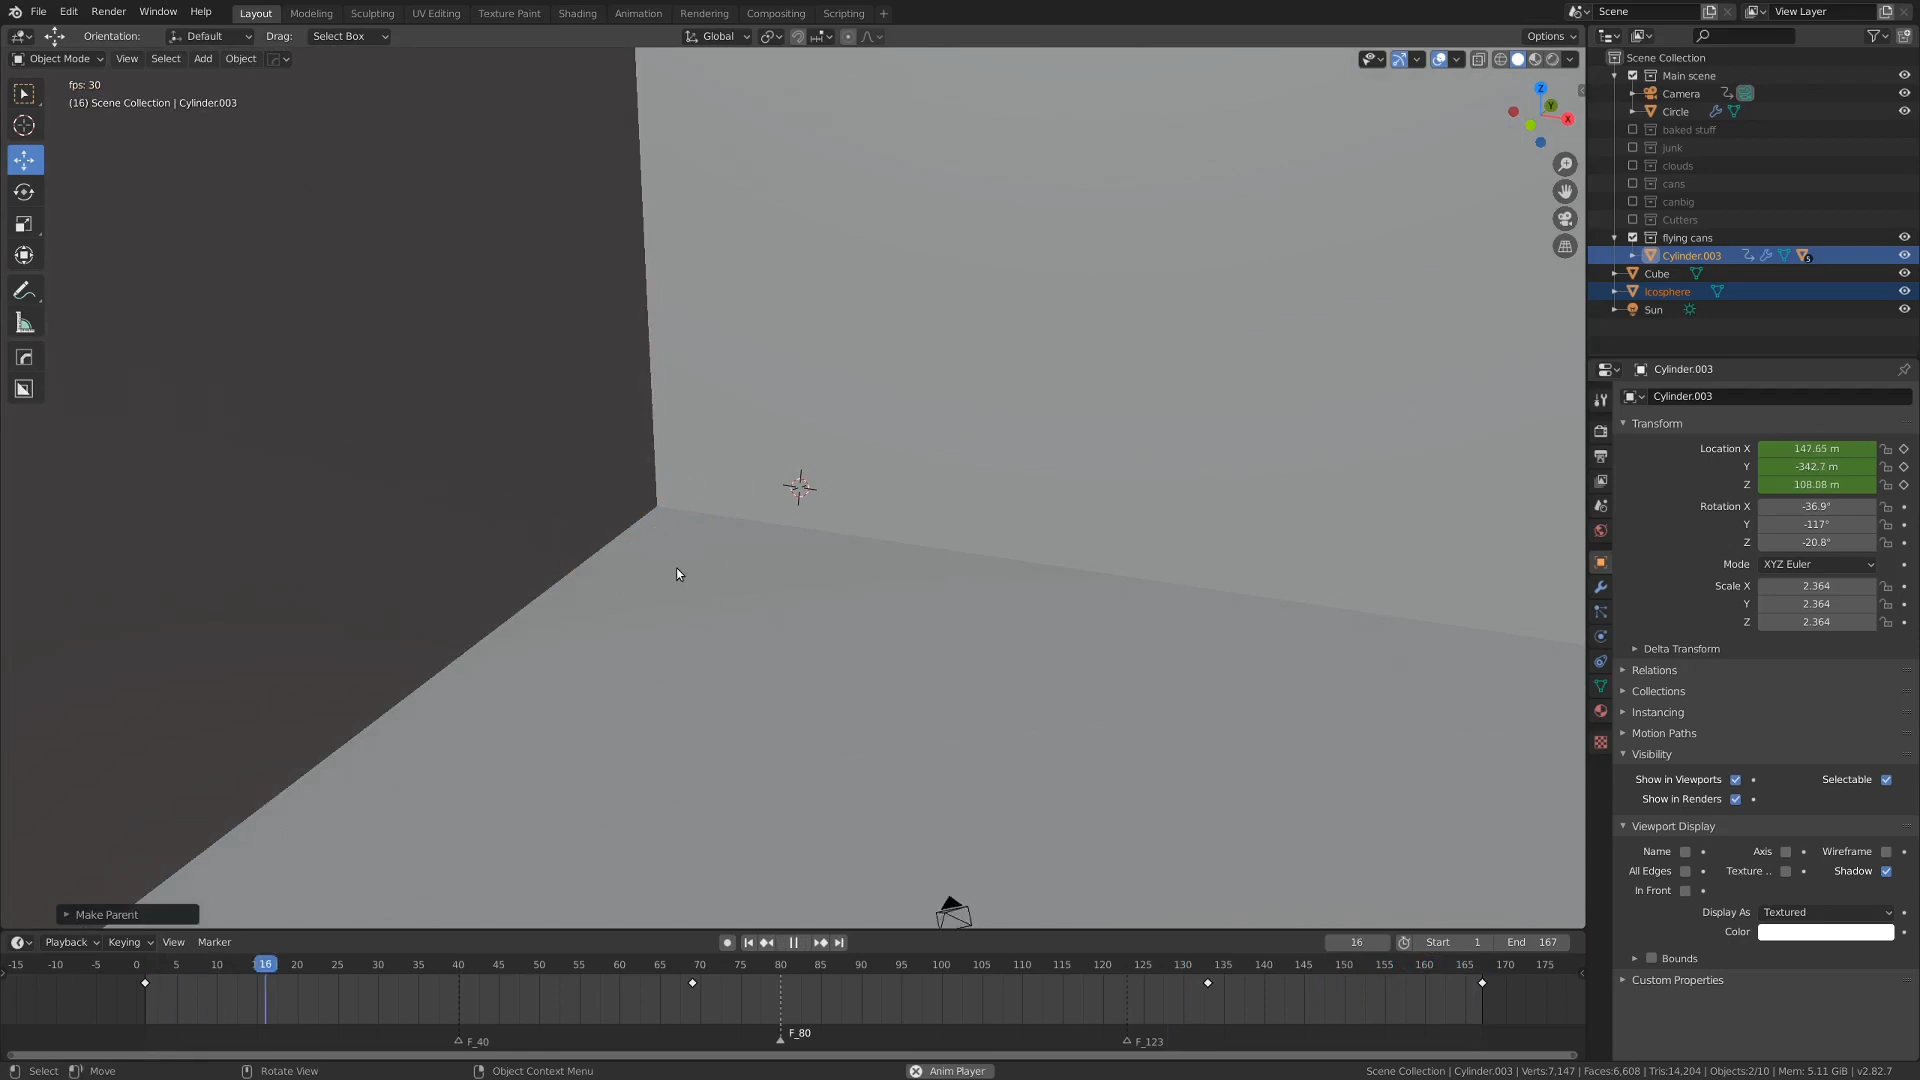 File Edit Render Window Help Layout Modeling Sculpting UV Editing Texture Paint Shading Animation Rendering Compositing Scripting + Scene View Layer
Orientation: Default Drag: Select Box Global Options
Object Mode View Select Add Object
fps: 30
(16) Scene Collection | Cylinder.003
Z
Y
X
Make Parent
Scene Collection
Main scene
Camera
Circle
baked stuff
junk
clouds
cans
canbig
Cutters
flying cans
Cylinder.003 5
Cube
Icosphere
Sun
Cylinder.003
Cylinder.003
Transform
Location X 147.65 m
Y -342.7 m
Z 108.08 m
Rotation X -36.9°
Y -117°
Z -20.8°
Mode XYZ Euler
Scale X 2.364
Y 2.364
Z 2.364
Delta Transform
Relations
Collections
Instancing
Motion Paths
Visibility
Show in Viewports Selectable
Show in Renders
Viewport Display
Name Axis Wireframe
All Edges Texture .. Shadow
In Front
Display As Textured
Color
Bounds
Custom Properties
Playback Keying View Marker 16 Start 1 End 167
-15 -10 -5 0 5 10 16 20 25 30 35 40 45 50 55 60 65 70 75 80 85 90 95 100 105 110 115 120 125 130 135 140 145 150 155 160 165 170 175
F_80
F_40 F_123
Select Move Rotate View Object Context Menu Anim Player Scene Collection | Cylinder.003 | Verts:7,147 | Faces:6,608 | Tris:14,204 | Objects:2/10 | Mem: 5.11 GiB | v2.82.7